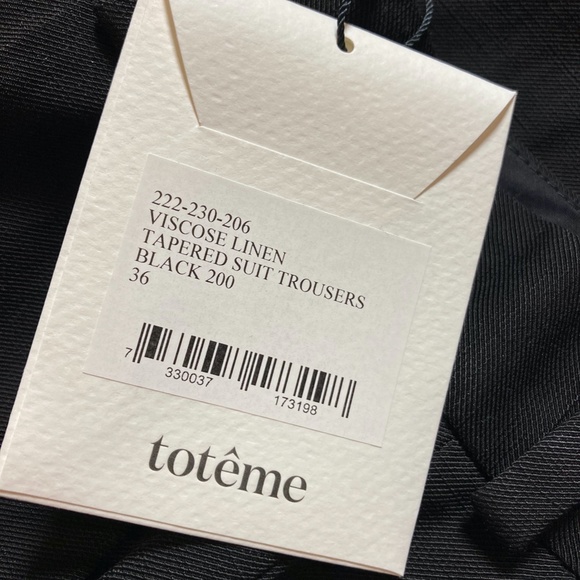 222-230-206
VISCOSE LINEN
TAPERED SUIT TROUSERS
BLACK 200
36
7 330037 173198
totême